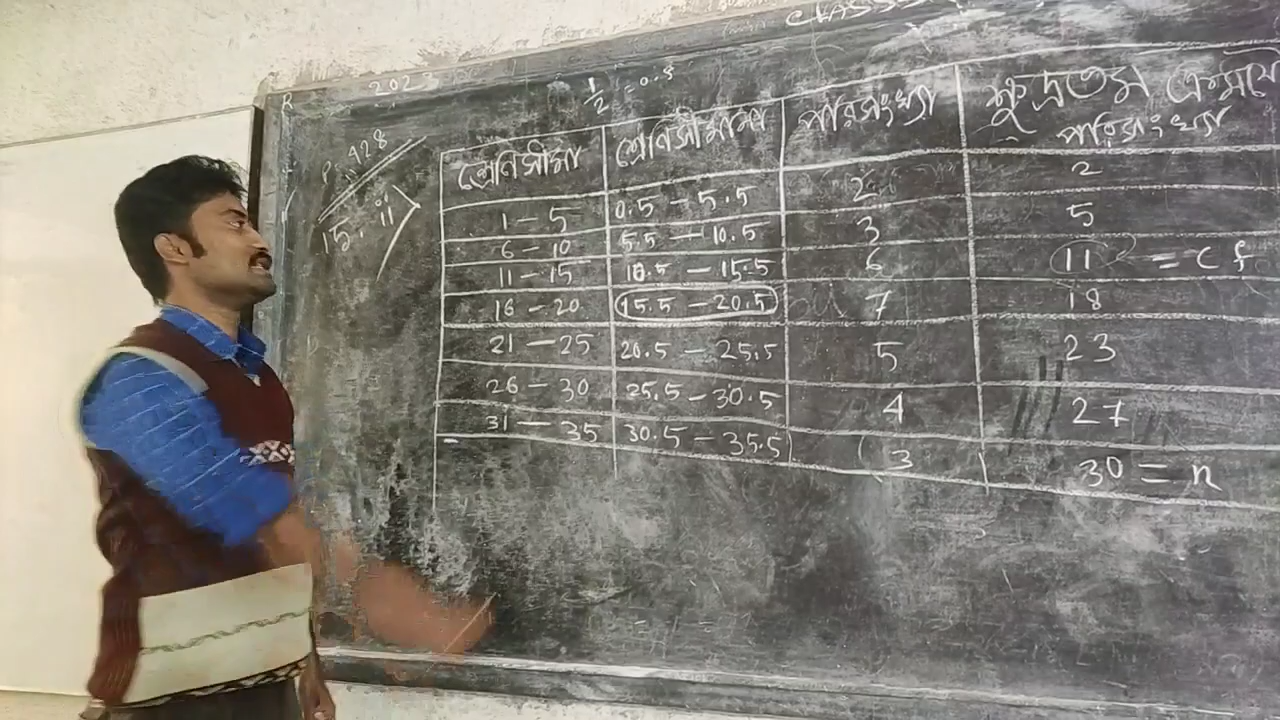 CLASS
R 2023
1/2 = 0.5
P: 428
15. ii
শ্রেণিসীমা শ্রেণিসীমানা পরিসংখ্যা ক্ষুদ্রতম
পরিসংখ্যা
1 – 5 0.5 – 5.5 2 2
6 – 10 5.5 – 10.5 3 5
11 – 15 10.5 – 15.5 6 11 = cf
16 – 20 15.5 – 20.5 7 18
21 – 25 20.5 – 25.5 5 23
26 – 30 25.5 – 30.5 4 27
31 – 35 30.5 – 35.5 3 30 = n